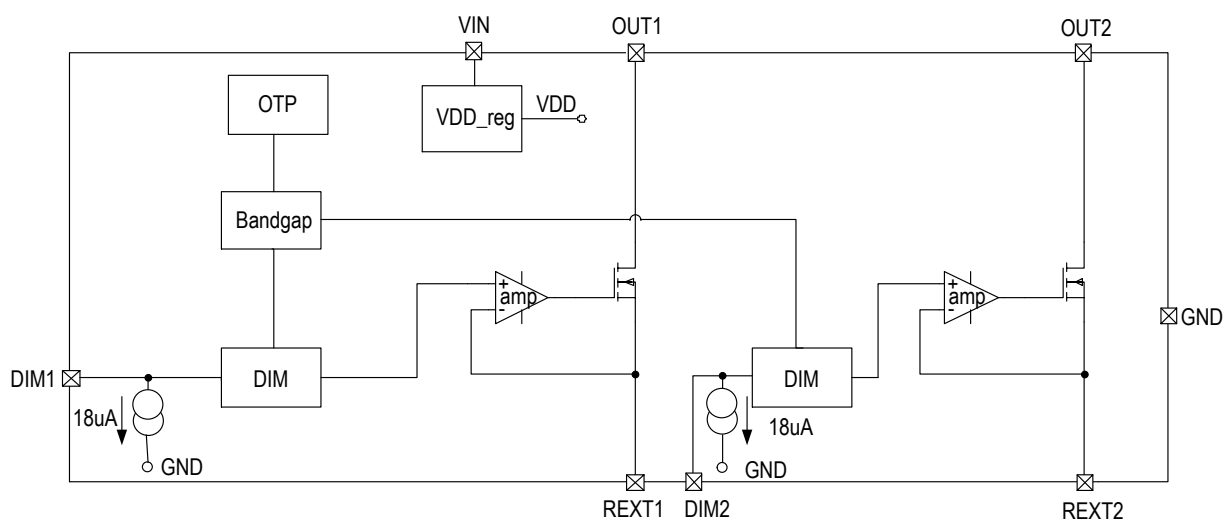 VIN
OUT1
OUT2
OTP
VDD_reg
VDD
Bandgap
+
amp
-
+
amp
-
GND
DIM1
DIM
DIM
18uA
GND
18uA
GND
REXT1
DIM2
REXT2